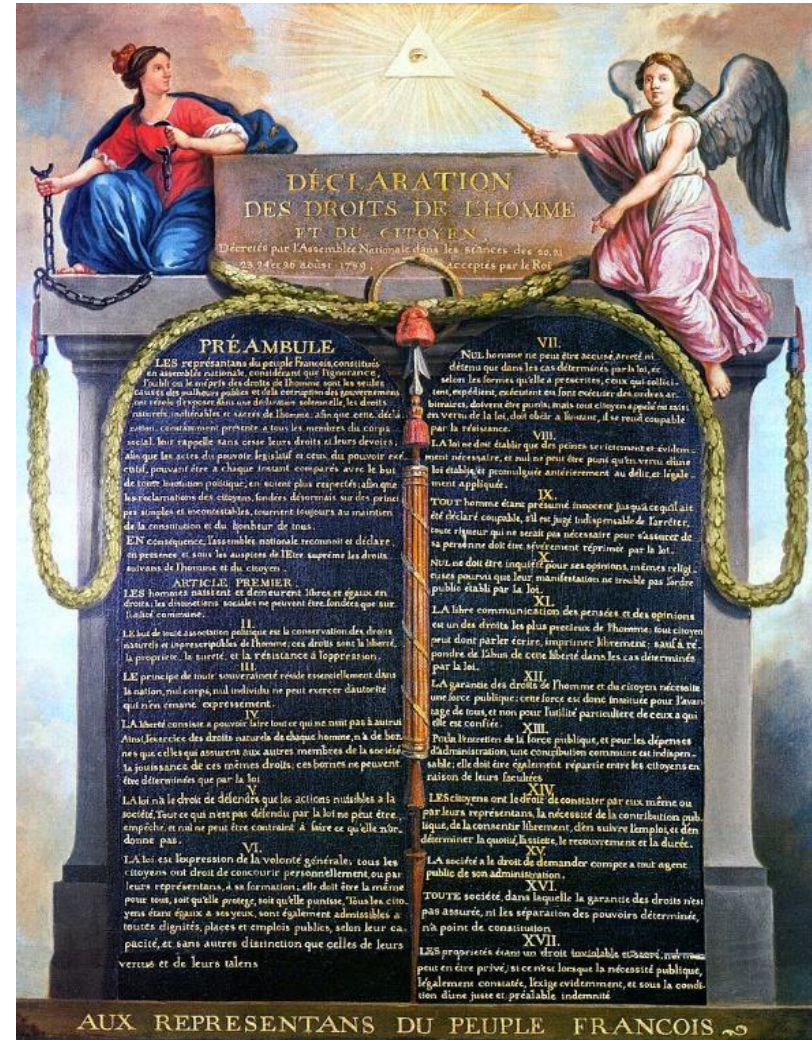 DÉCLARATION
DES DROITS DE L'HOMME
ET DU CITOYEN,
Décretés par l'Assemblée Nationale dans les séances des 20, 21
23, 24 et 26 aoûst 1789, acceptés par le Roi
PRÉAMBULE
LES représantans du peuple François, constitués
en assemblée nationale, considérant que l'ignorance,
l'oubli ou le mépris des droits de l'homme sont les seules
causes des malheurs publics et de la corruption des gouvernemens
ont résolu d'exposer dans une déclaration solemnelle, les droits
naturels, inaliénables et sacrés de l'homme; afin que cette décla
ration, constamment présente a tous les membres du corps
social, leur rappelle sans cesse leurs droits et leurs devoirs;
afin que les actes du pouvoir législatif et ceux du pouvoir exé
cutif, pouvant être a chaque instant comparés avec le but
de toute institution politique, en soient plus respectés; afin que
les reclamations des citoyens, fondées désormais sur des princi
pes simples et incontestables, tournent toujours au maintien
de la constitution et du bonheur de tous.
EN conséquence, l'assemblée nationale reconnoit et déclare,
en presence et sous les auspices de l'Etre suprême les droits
suivans de l'homme et du citoyen.
ARTICLE PREMIER.
LES hommes naissent et demeurent libres et égaux en
droits; les distinctions sociales ne peuvent être fondées que sur
l'utilité commune.
II.
LE but de toute association politique est la conservation des droits
naturels et inprescriptibles de l'homme; ces droits sont la liberté,
la propriété, la sureté, et la résistance à l'oppression.
III.
LE principe de toute souveraineté réside essentiellement dans
la nation, nul corps, nul individu ne peut exercer d'autorité
qui n'en émane expressement.
IV.
LA liberté consiste a pouvoir faire tout ce qui ne nuit pas à autrui
Ainsi, l'exercice des droits naturels de chaque homme, n'a de bor
nes que celles qui assurent aux autres membres de la société
la jouissance de ces mêmes droits; ces bornes ne peuvent
être déterminées que par la loi
V.
LA loi n'a le droit de défendre que les actions nuisibles a la
société. Tout ce qui n'est pas défendu par la loi ne peut être
empêché, et nul ne peut être contraint à faire ce qu'elle n'or
donne pas.
VI.
LA loi est l'expression de la volonté générale; tous les
citoyens ont droit de concourir personnellement, ou par
leurs représentans, à sa formation; elle doit être la même
pour tous, soit qu'elle protege, soit qu'elle punisse. Tous les cito
yens étant égaux a ses yeux, sont également admissibles a
toutes dignités, places et emplois publics, selon leur ca
pacité, et sans autres distinction que celles de leurs
vertus et de leurs talens
VII.
NUL homme ne peut être accusé, arreté ni
détenu que dans les cas déterminés par la loi, et
selon les formes qu'elle a prescrites, ceux qui sollici-
tent, expédient, exécutent ou font exécuter des ordres ar-
bitraires, doivent être punis; mais tout citoyen appelé ou saisi
en vertu de la loi, doit obéir a l'instant, il se rend coupable
par la résistance.
VIII.
LA loi ne doit établir que des peines strictement et évidem-
ment nécessaire, et nul ne peut être puni qu'en vertu d'une
loi établie et promulguée antérierement au délit, et légale-
ment appliquée.
IX.
TOUT homme étant présumé innocent jusqu'a ce qu'il ait
été déclaré coupable, s'il est jugé indispensable de l'arrêter,
toute rigueur qui ne serait pas nécessaire pour s'assurer de
sa personne doit être sévèrement réprimée par la loi.
X.
NUL ne doit être inquiété pour ses opinions, mêmes religi-
euses pourvu que leur manifestation ne trouble pas l'ordre
public établi par la loi.
XI.
LA libre communication des pensées et des opinions
est un des droits les plus precieux de l'homme; tout citoyen
peut dont parler écrire, imprimer librement; sauf à ré-
pondre de l'abus de cette liberté dans les cas déterminés
par la loi.
XII.
LA garantie des droits de l'homme et du citoyen nécessite
une force publique; cette force est donc instituée pour l'avan
tage de tous, et non pour l'utilité particuliere de ceux a qui
elle est confiée.
XIII.
Pour l'entretien de la force publique, et pour les dépenses
d'administration, une contribution commune est indispen-
sable; elle doit être également répartie entre les citoyens en
raison de leurs facultées
XIV.
LES citoyens ont le droit de constater par eux même ou
par leurs représentans, la nécessité de la contribution pub-
lique, de la consentir librement, d'en suivre l'emploi, et d'en
déterminer la quotité, l'assiette, le recouvrement et la durée.
XV.
LA société a le droit de demander compte a tout agent
public de son administration.
XVI.
TOUTE société, dans laquelle la garantie des droits n'est
pas assurée, ni les séparation des pouvoirs déterminée,
n'a point de constitution
XVII.
LES proprietés étant un droit inviolable et sacré, nul ne
peut en être privé, si ce n'est lorsque la nécessité publique,
légalement constatée, l'exige evidemment, et sous la condi-
tion d'une juste et préalable indemnité
AUX REPRESENTANS DU PEUPLE FRANCOIS